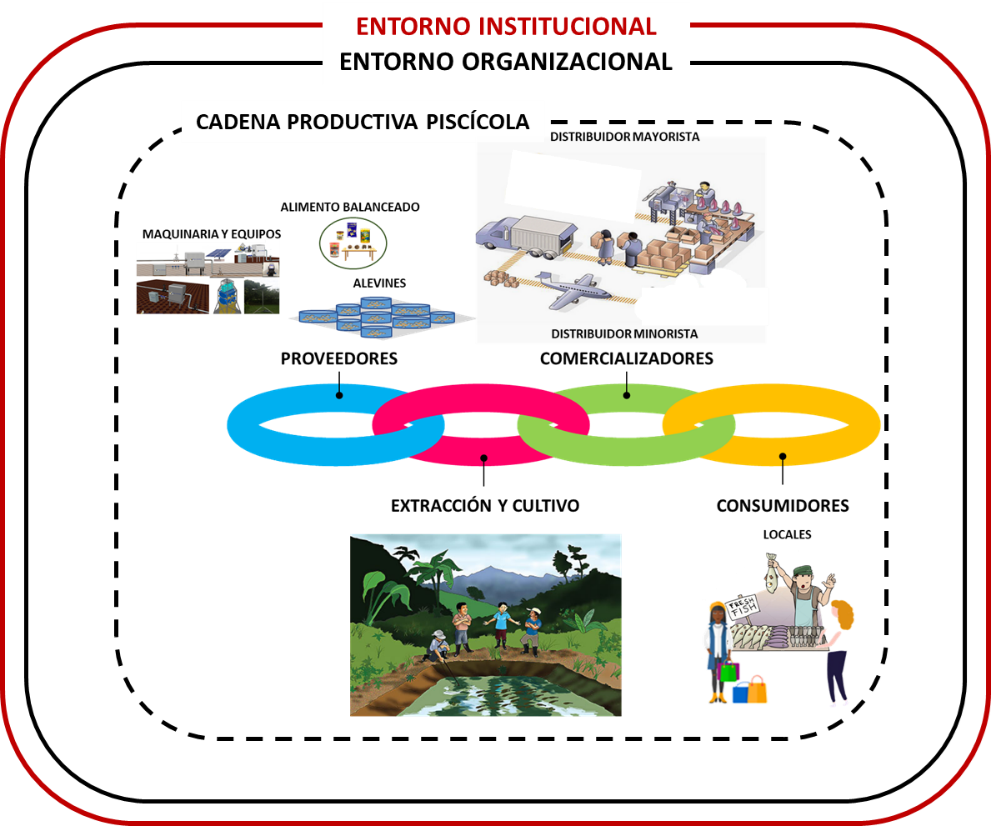 ENTORNO INSTITUCIONAL
ENTORNO ORGANIZACIONAL
CADENA PRODUCTIVA PISCÍCOLA
DISTRIBUIDOR MAYORISTA
ALIMENTO BALANCEADO
MAQUINARIA Y EQUIPOS
ALEVINES
DISTRIBUIDOR MINORISTA
PROVEEDORES
COMERCIALIZADORES
EXTRACCIÓN Y CULTIVO
CONSUMIDORES
LOCALES
FRESH
FISH